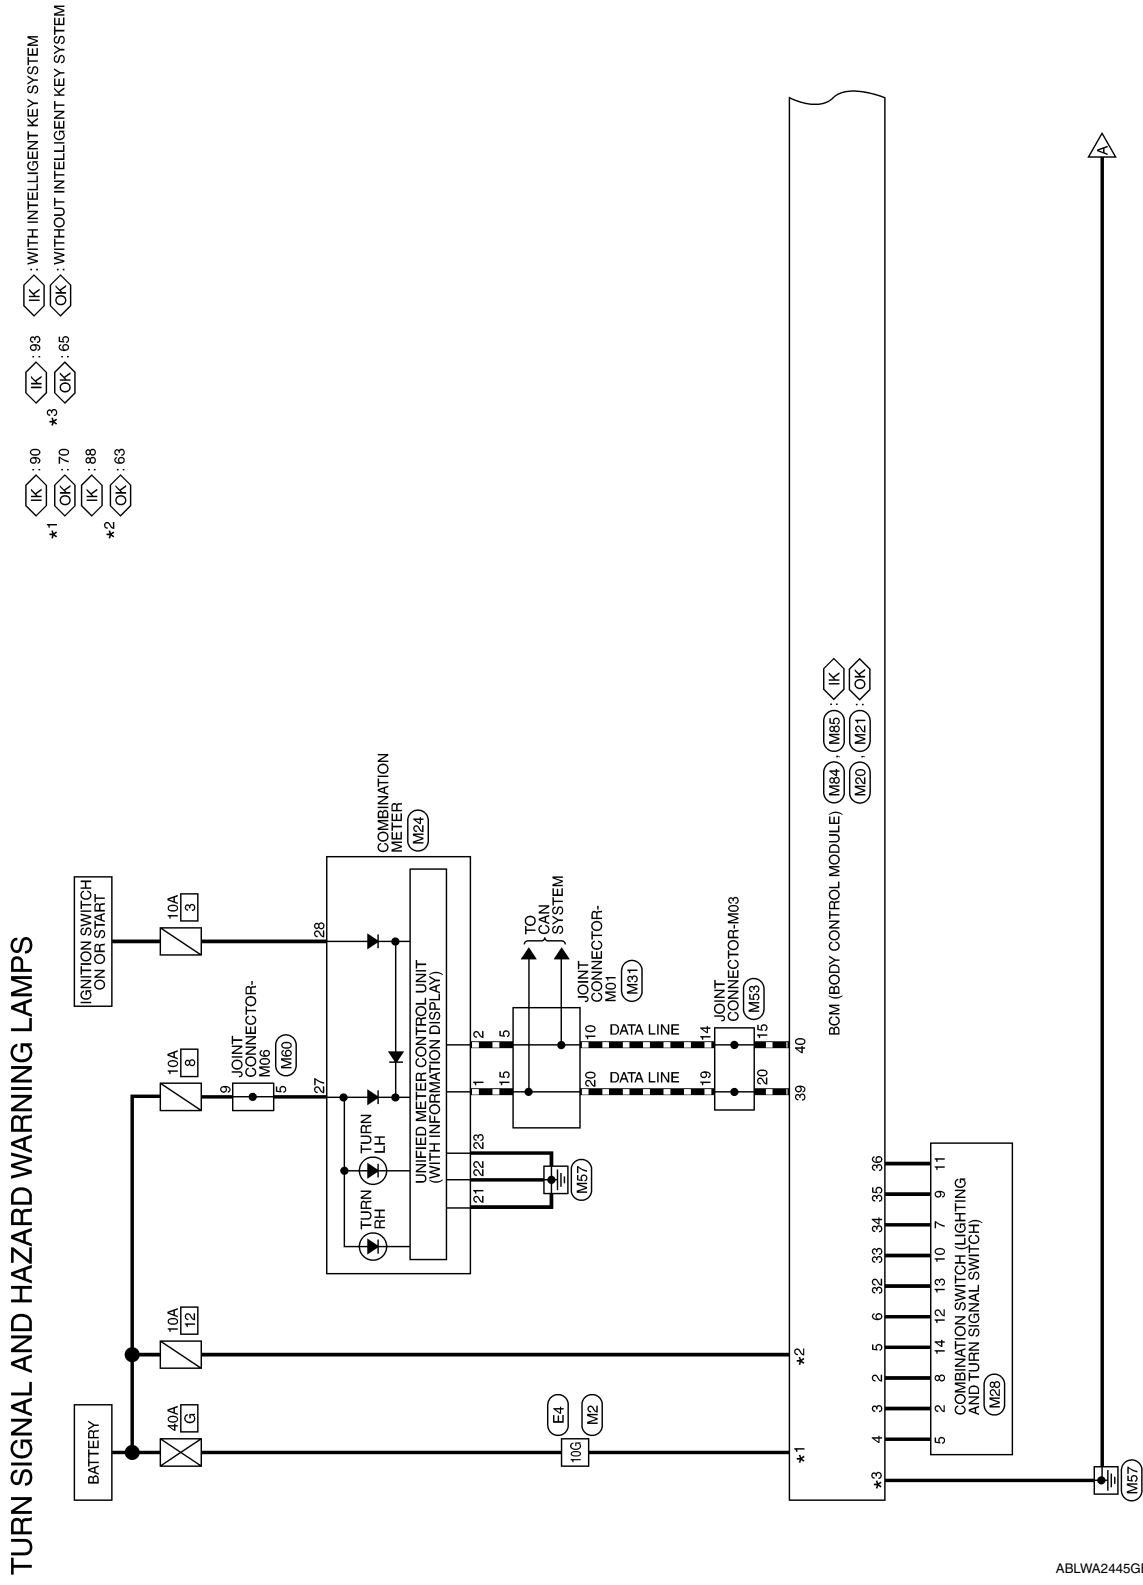 TURN SIGNAL AND HAZARD WARNING LAMPS
*1
IK : 90
OK : 70
*2
IK : 88
OK : 63
*3
IK : 93
OK : 65
IK : WITH INTELLIGENT KEY SYSTEM
OK : WITHOUT INTELLIGENT KEY SYSTEM
BATTERY
IGNITION SWITCH
ON OR START
40A
G
10A
12
10A
8
10A
3
9
JOINT
CONNECTOR-
M06
M60
5
27
28
COMBINATION
METER
M24
TURN
RH
TURN
LH
UNIFIED METER CONTROL UNIT
(WITH INFORMATION DISPLAY)
21
22
23
1
2
M57
15
5
TO
CAN
SYSTEM
JOINT
CONNECTOR-
M01
M31
20
10
DATA LINE
DATA LINE
E4
10G
M2
19
14
JOINT
CONNECTOR-M03
M53
20
15
*1
*2
39
40
BCM (BODY CONTROL MODULE)
M84 , M85 : IK
M20 , M21 : OK
*3
4
3
2
5
6
32
33
34
35
36
5
2
8
14
12
13
10
7
9
11
COMBINATION SWITCH (LIGHTING
AND TURN SIGNAL SWITCH)
M28
M57
A
ABLWA2445GI